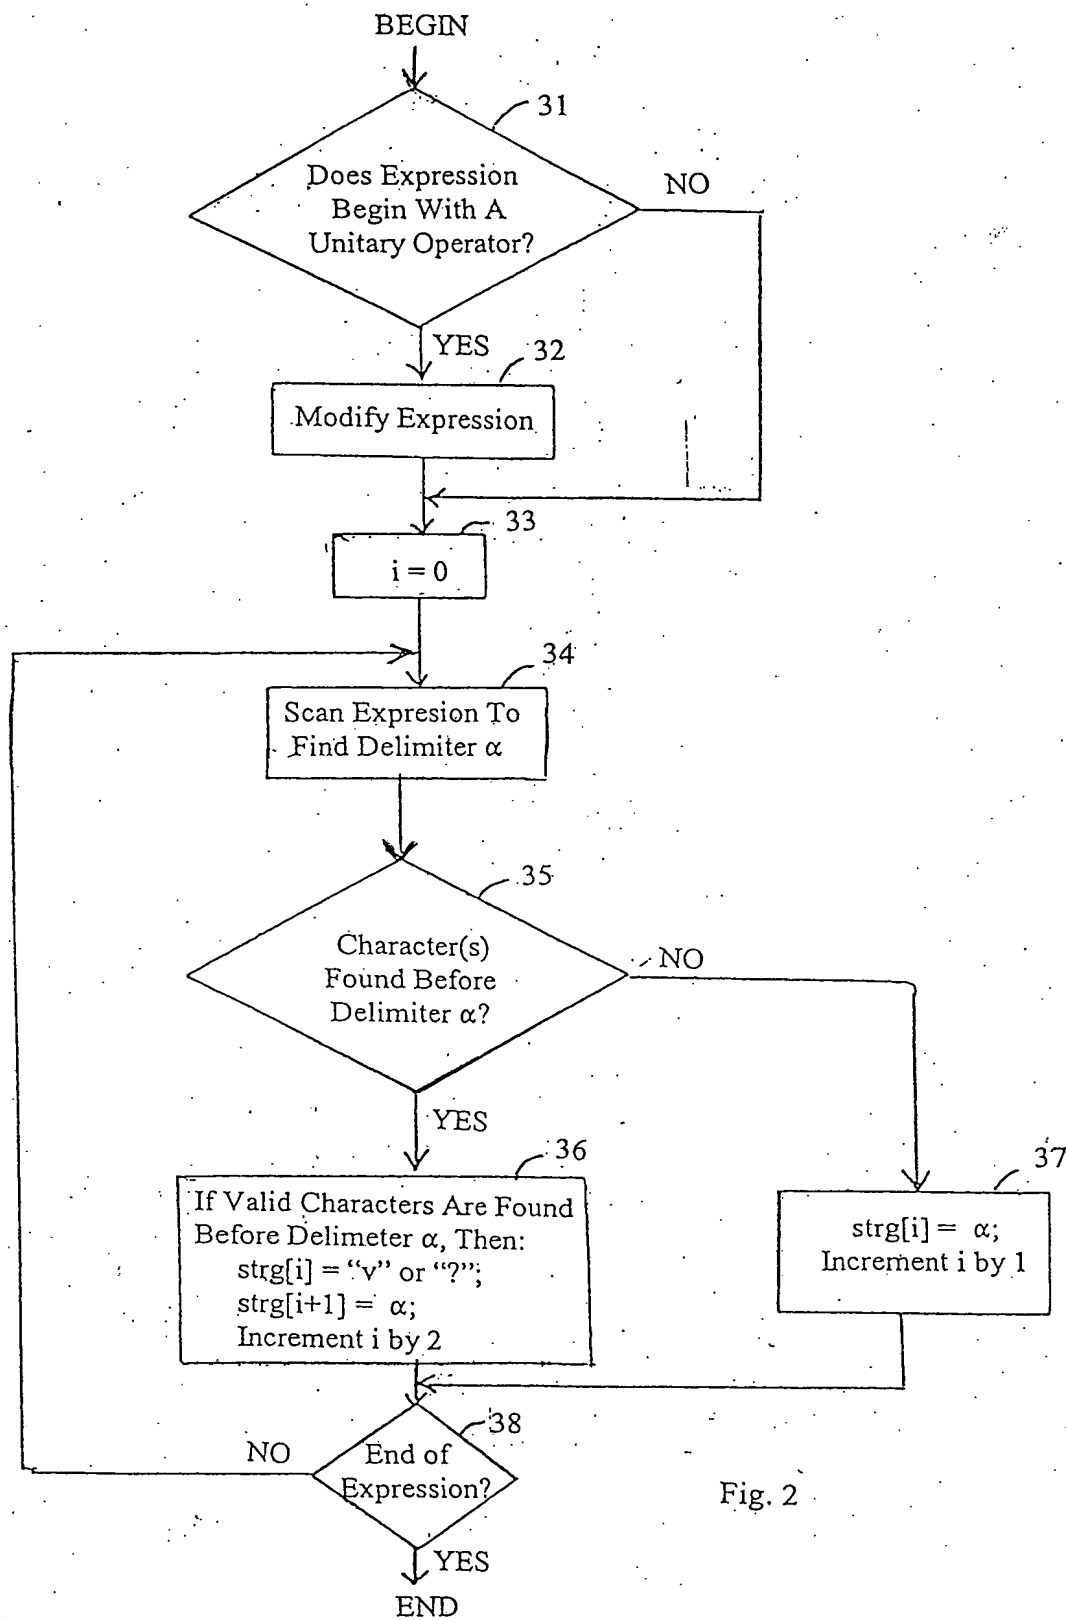 BEGIN
31
Does Expression
Begin With A
Unitary Operator?
NO
YES
32
Modify Expression
33
i = 0
34
Scan Expresion To
Find Delimiter α
35
Character(s)
Found Before
Delimiter α?
NO
YES
36
If Valid Characters Are Found
Before Delimeter α, Then:
strg[i] = “v” or “?”;
strg[i+1] = α;
Increment i by 2
37
strg[i] = α;
Increment i by 1
38
End of
Expression?
NO
YES
END
Fig. 2